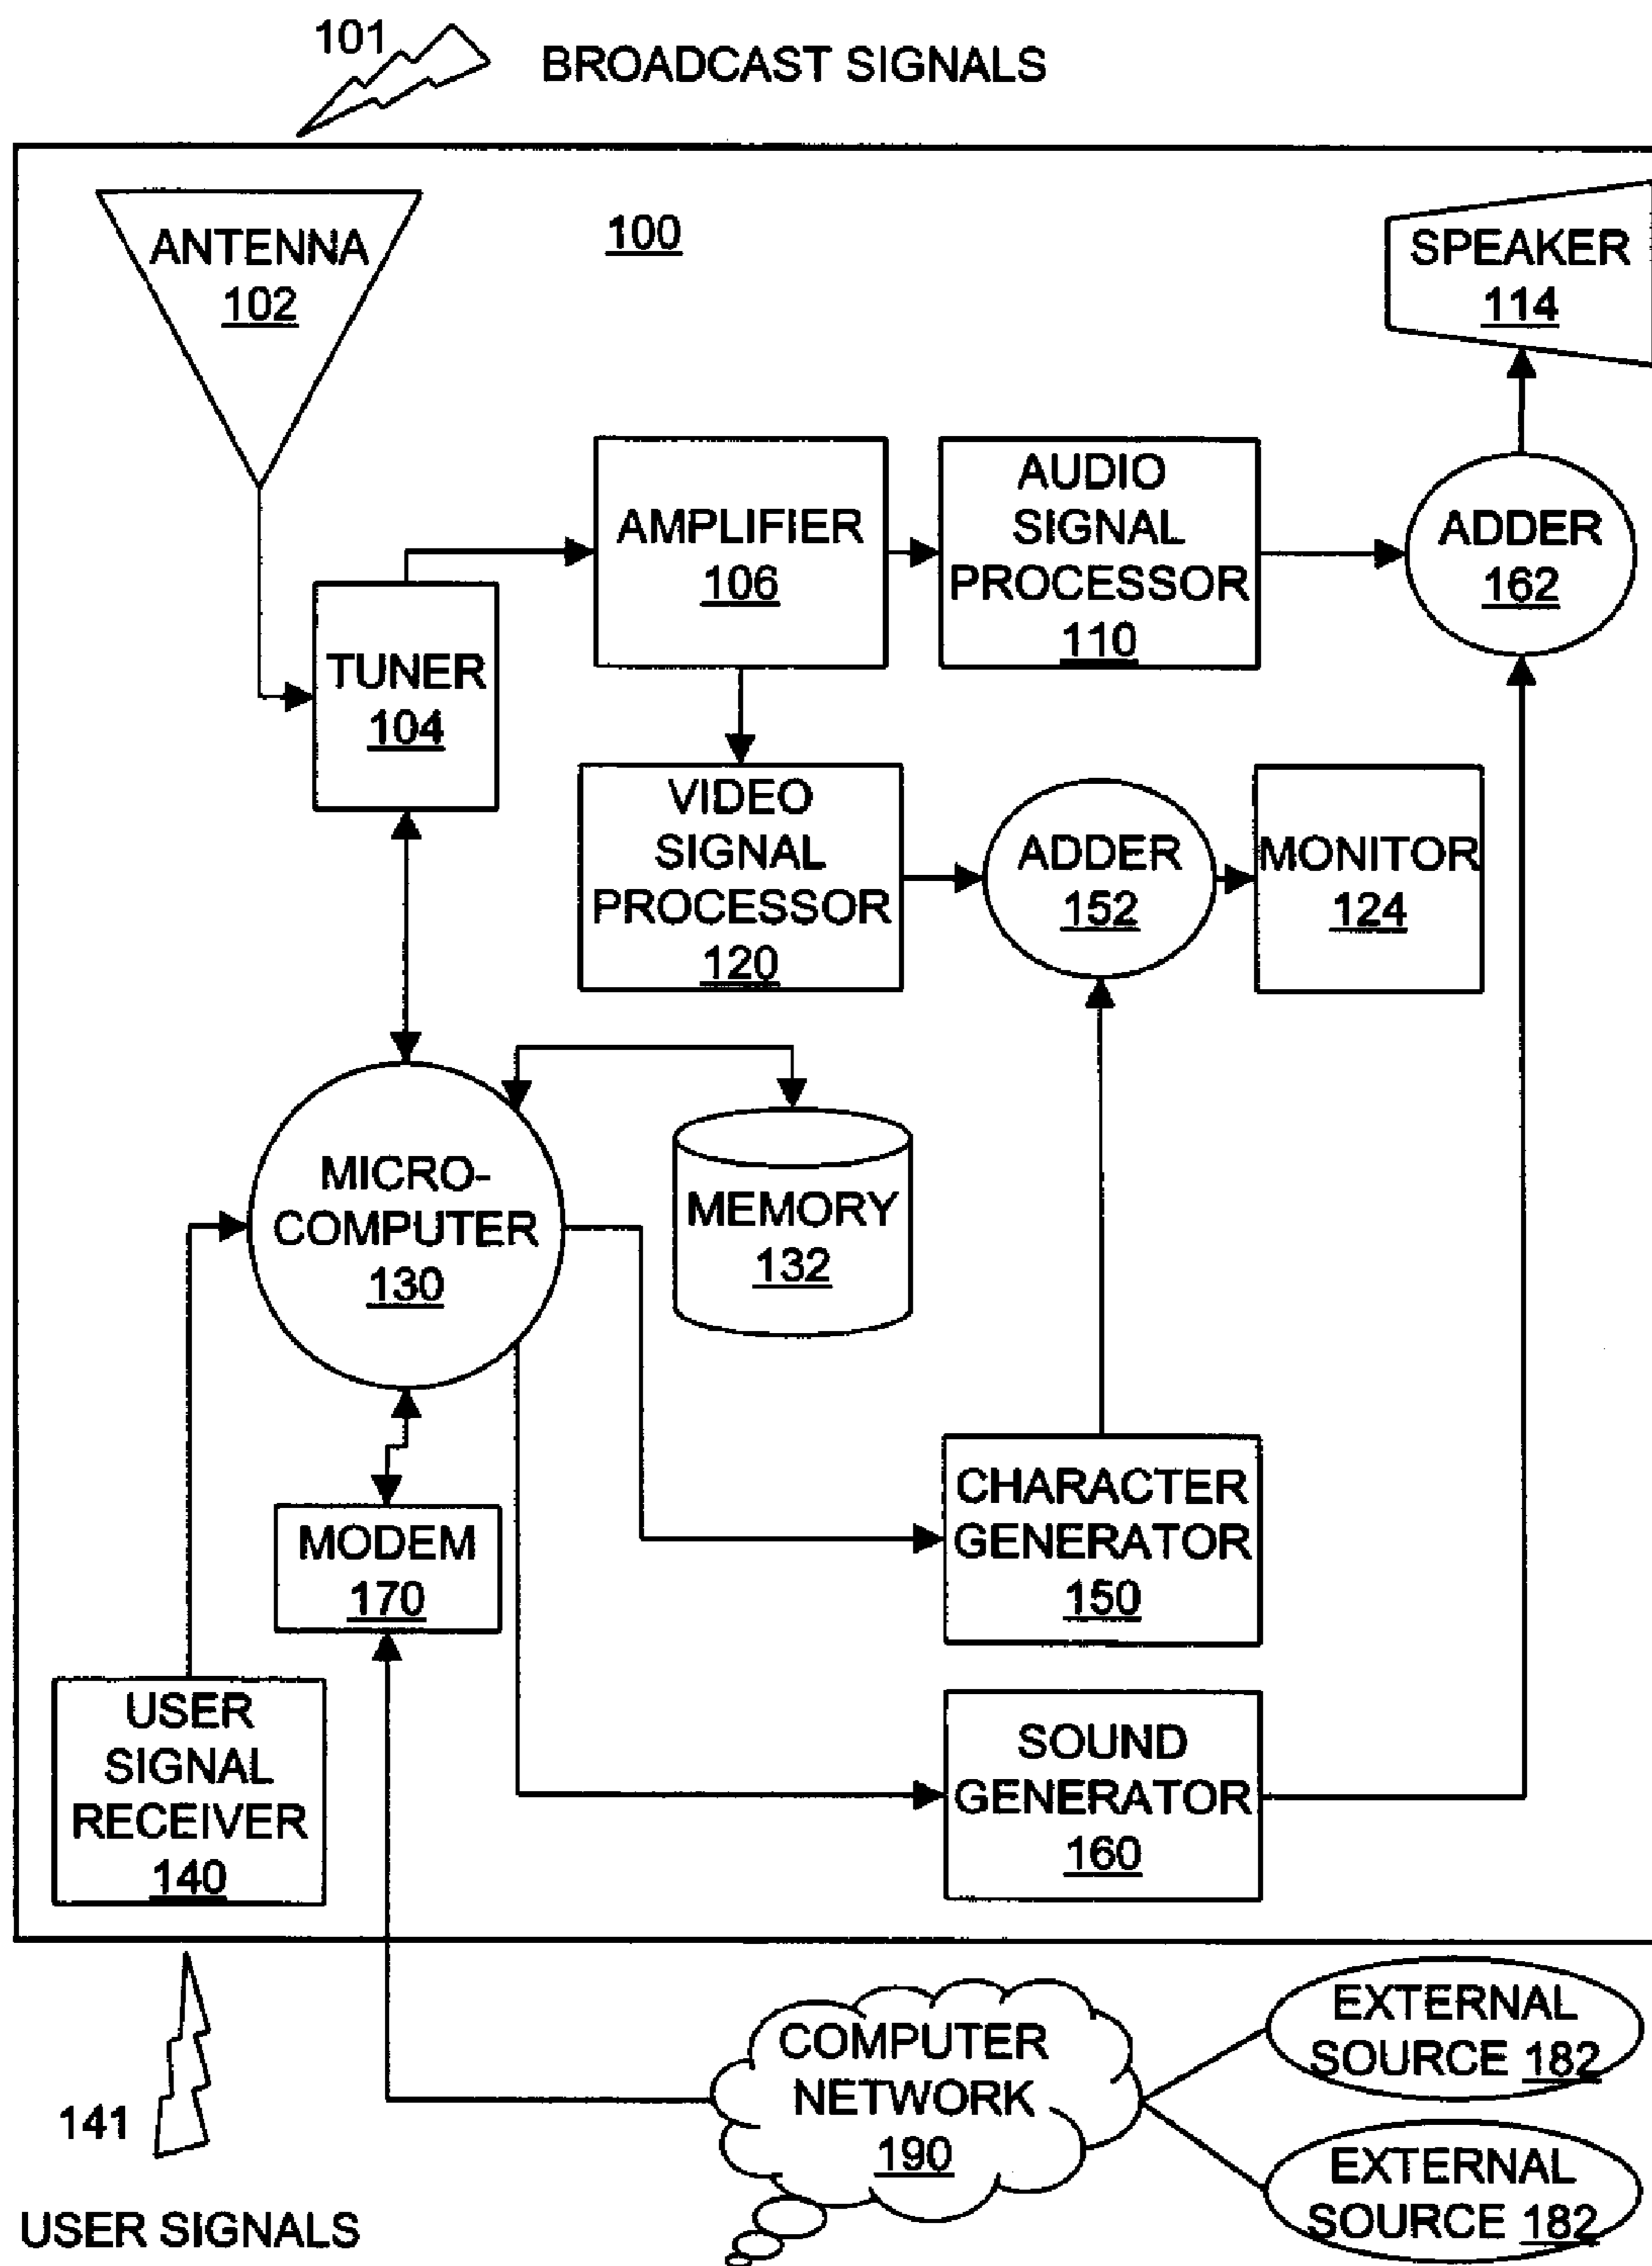 101
BROADCAST SIGNALS
ANTENNA
102
100
SPEAKER
114
AMPLIFIER
106
AUDIO
SIGNAL
PROCESSOR
110
ADDER
162
TUNER
104
VIDEO
SIGNAL
PROCESSOR
120
ADDER
152
MONITOR
124
MICRO-
COMPUTER
130
MEMORY
132
MODEM
170
CHARACTER
GENERATOR
150
USER
SIGNAL
RECEIVER
140
SOUND
GENERATOR
160
141
USER SIGNALS
COMPUTER
NETWORK
190
EXTERNAL
SOURCE 182
EXTERNAL
SOURCE 182